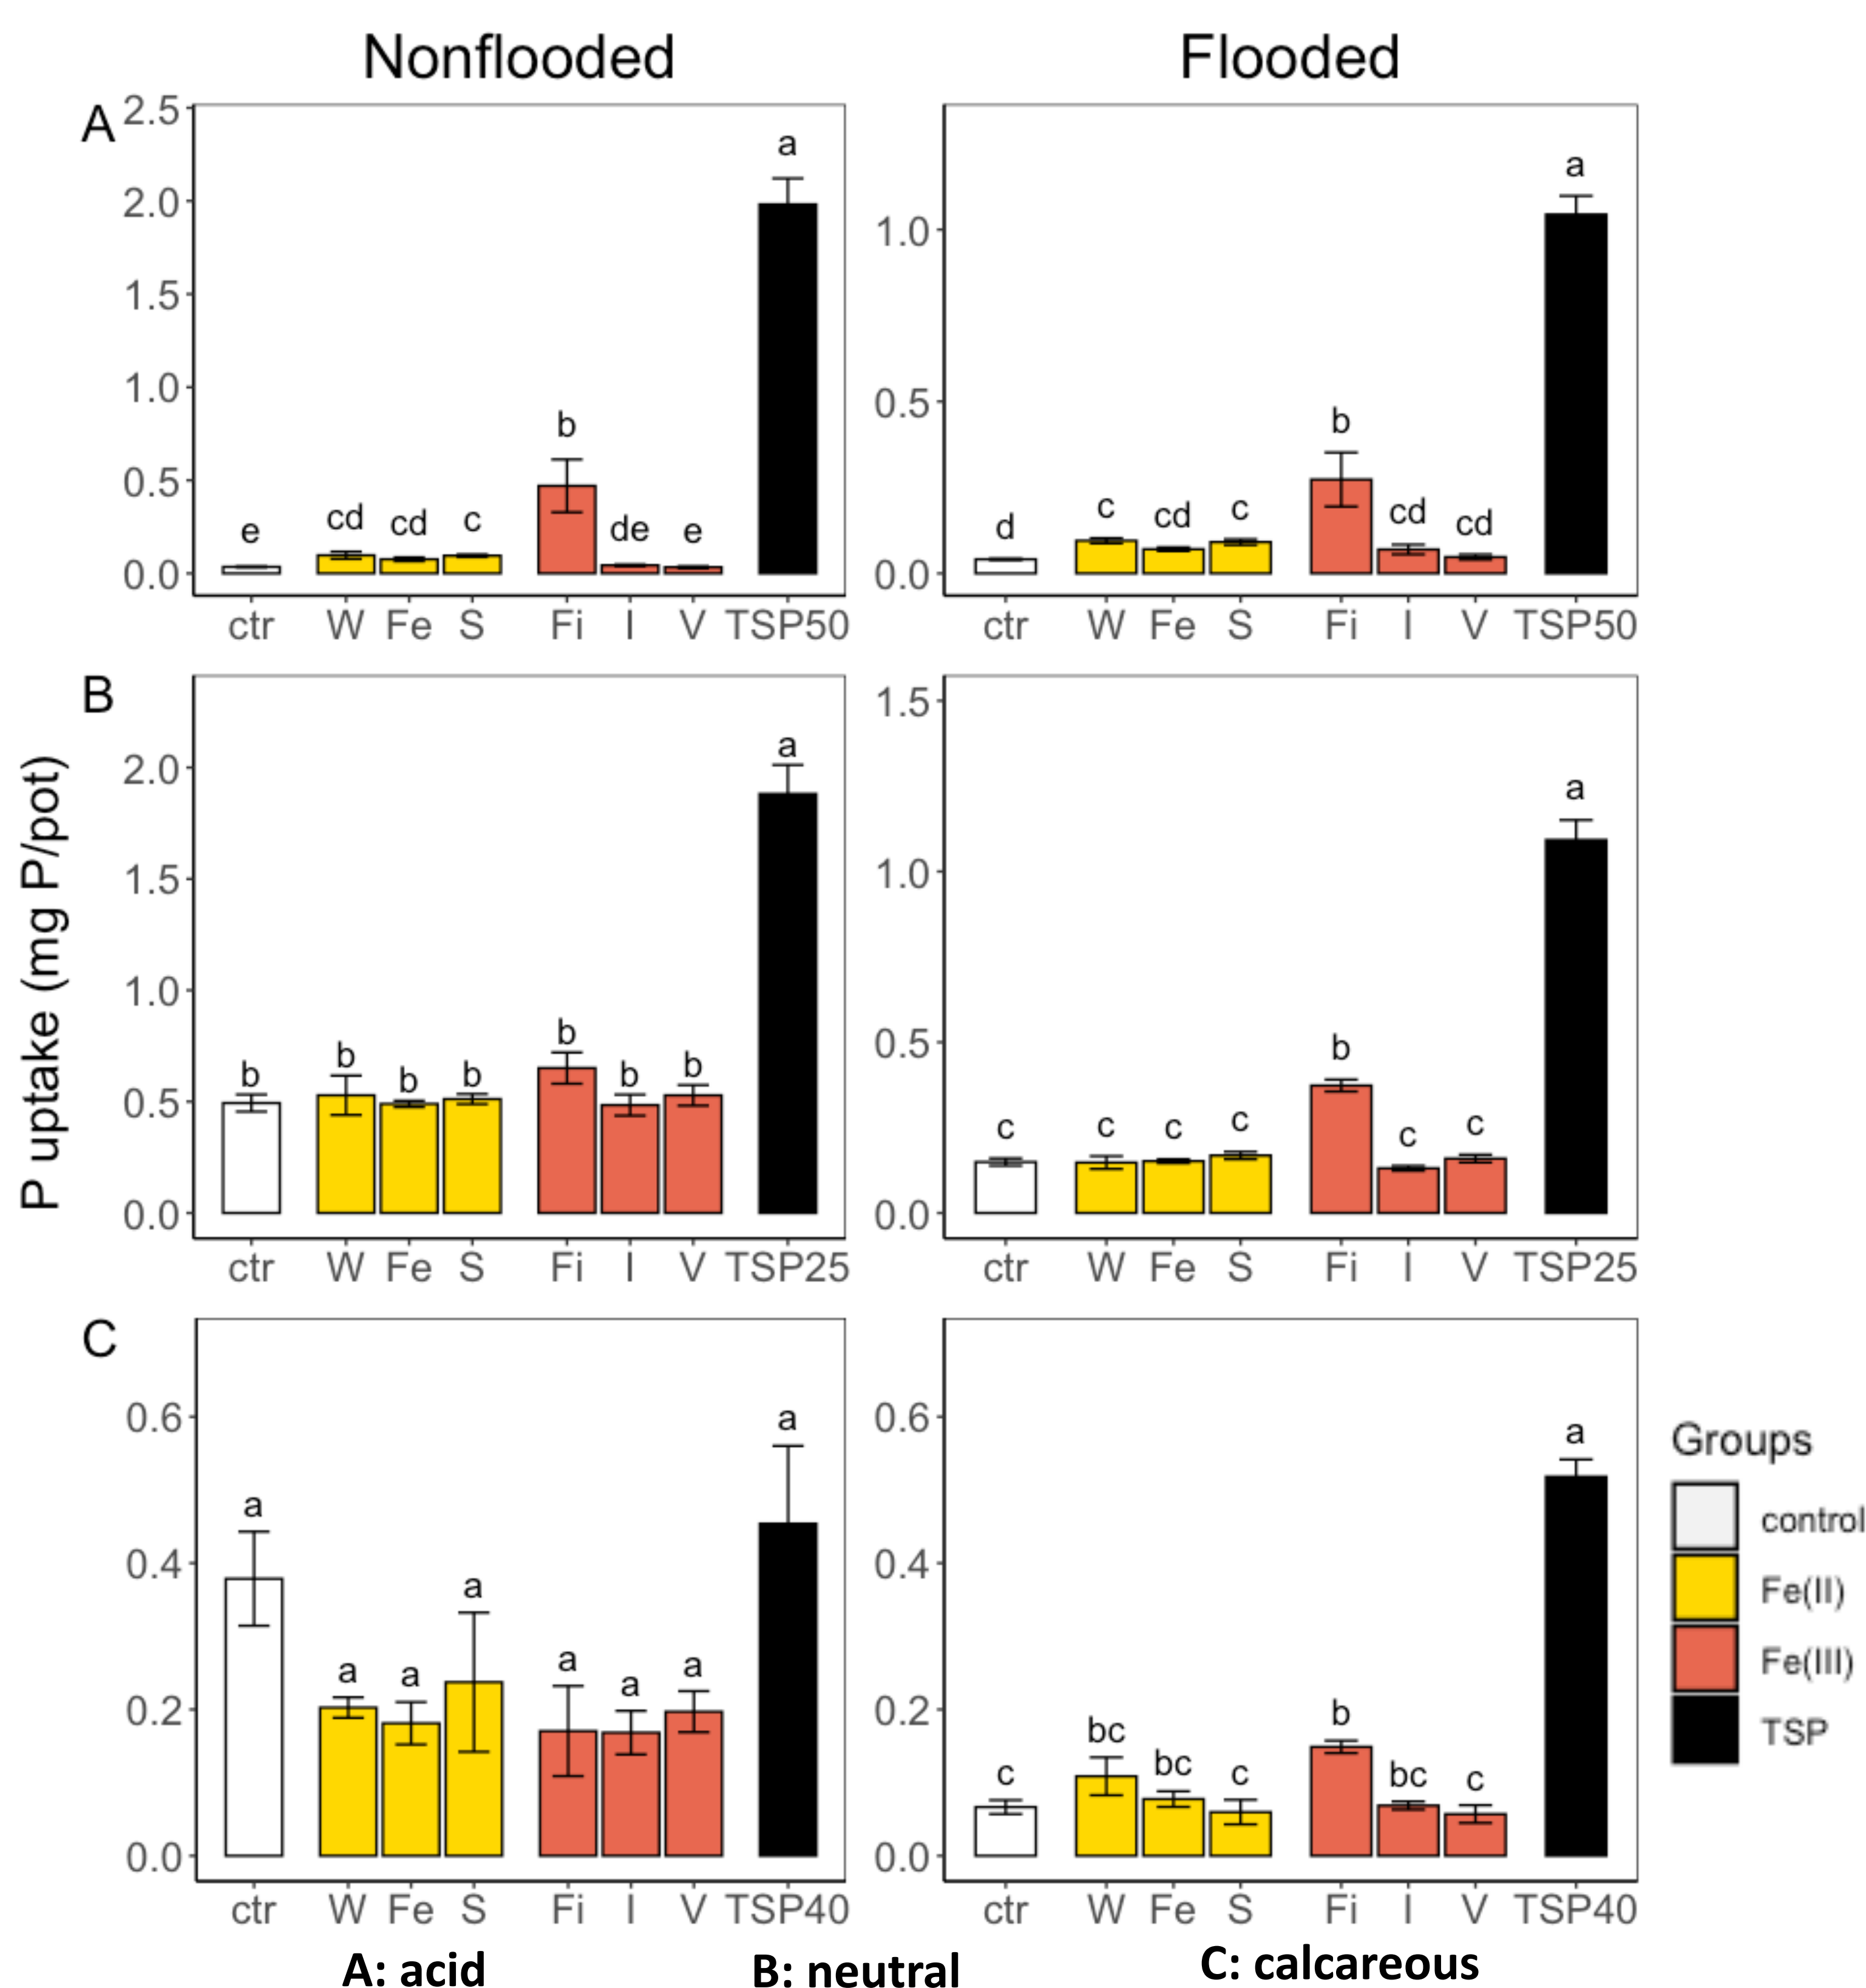 Nonflooded Flooded
A
2.5
2.0
1.5
1.0
0.5
0.0
e cd cd c b de e a
ctr W Fe S Fi I V TSP50
1.0
0.5
0.0
d c cd c b cd cd a
ctr W Fe S Fi I V TSP50
P uptake (mg P/pot)
B
2.0
1.5
1.0
0.5
0.0
b b b b b b b a
ctr W Fe S Fi I V TSP25
1.5
1.0
0.5
0.0
c c c c b c c a
ctr W Fe S Fi I V TSP25
C
0.6
0.4
0.2
0.0
a a a a a a a a
ctr W Fe S Fi I V TSP40
0.6
0.4
0.2
0.0
c bc bc c b bc c a
ctr W Fe S Fi I V TSP40
Groups
control
Fe(II)
Fe(III)
TSP
A: acid B: neutral C: calcareous